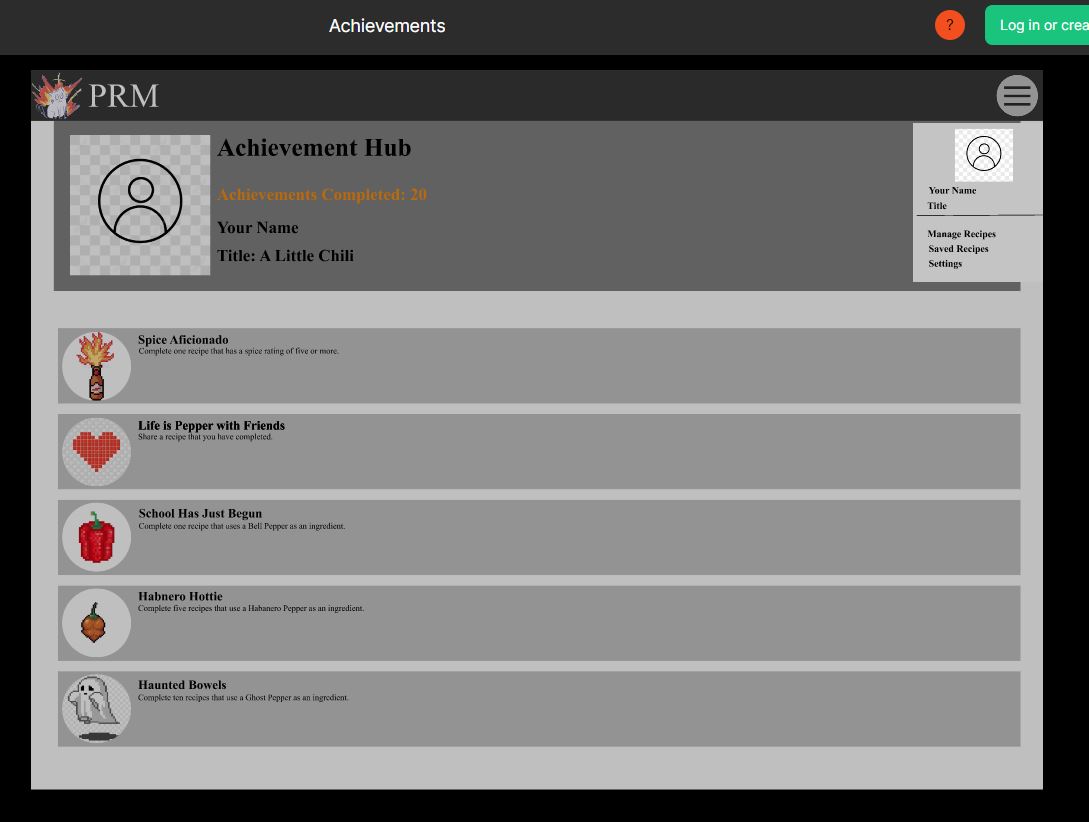 Achievements
?
Log in or crea
PRM
Achievement Hub
Achievements Completed: 20
Your Name
Title: A Little Chili
Your Name
Title
Manage Recipes
Saved Recipes
Settings
Spice Aficionado
Complete one recipe that has a spice rating of five or more.
Life is Pepper with Friends
Share a recipe that you have completed.
School Has Just Begun
Complete one recipe that uses a Bell Pepper as an ingredient.
Habnero Hottie
Complete five recipes that use a Habanero Pepper as an ingredient.
Haunted Bowels
Complete ten recipes that use a Ghost Pepper as an ingredient.